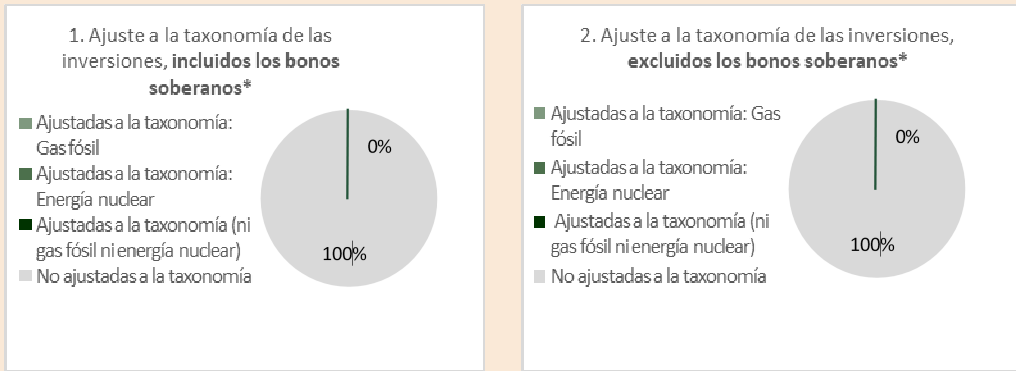 1. Ajuste a la taxonomía de las
inversiones, incluidos los bonos
soberanos*
Ajustadas a la taxonomía:
Gas fósil
Ajustadas a la taxonomía:
Energía nuclear
Ajustadas a la taxonomía (ni
gas fósil ni energía nuclear)
No ajustadas a la taxonomía
0%
100%
2. Ajuste a la taxonomía de las inversiones,
excluidos los bonos soberanos*
Ajustadas a la taxonomía: Gas
fósil
Ajustadas a la taxonomía:
Energía nuclear
Ajustadas a la taxonomía (ni
gas fósil ni energía nuclear)
No ajustadas a la taxonomía
0%
100%